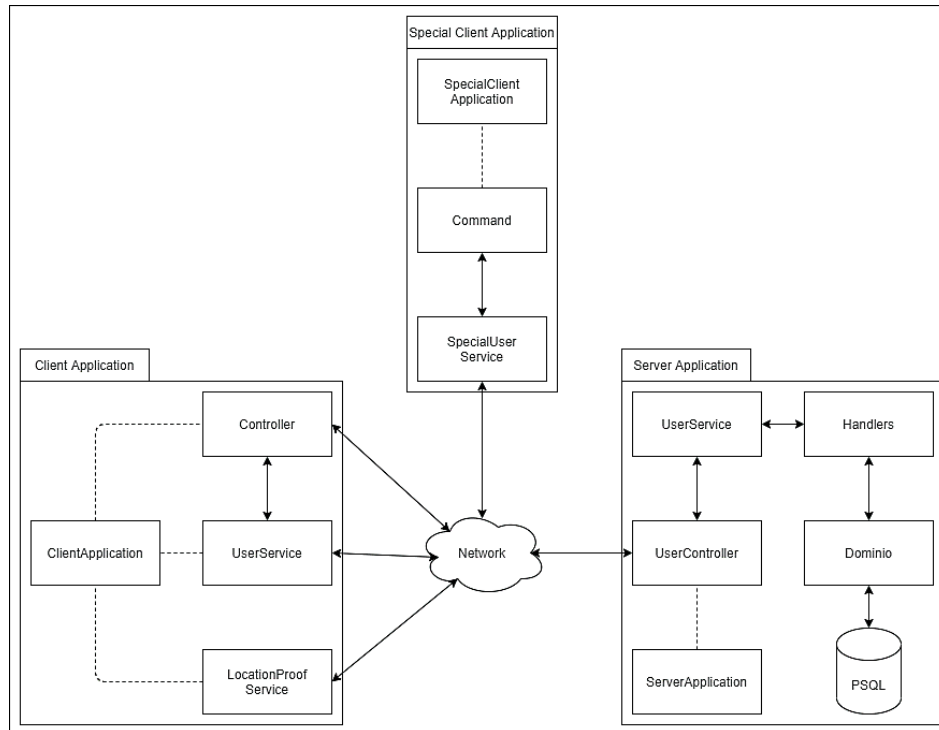 Special Client Application
SpecialClient
Application
Command
SpecialUser
Service
Client Application
Controller
ClientApplication
UserService
LocationProof
Service
Network
Server Application
UserService
Handlers
UserController
Dominio
ServerApplication
PSQL